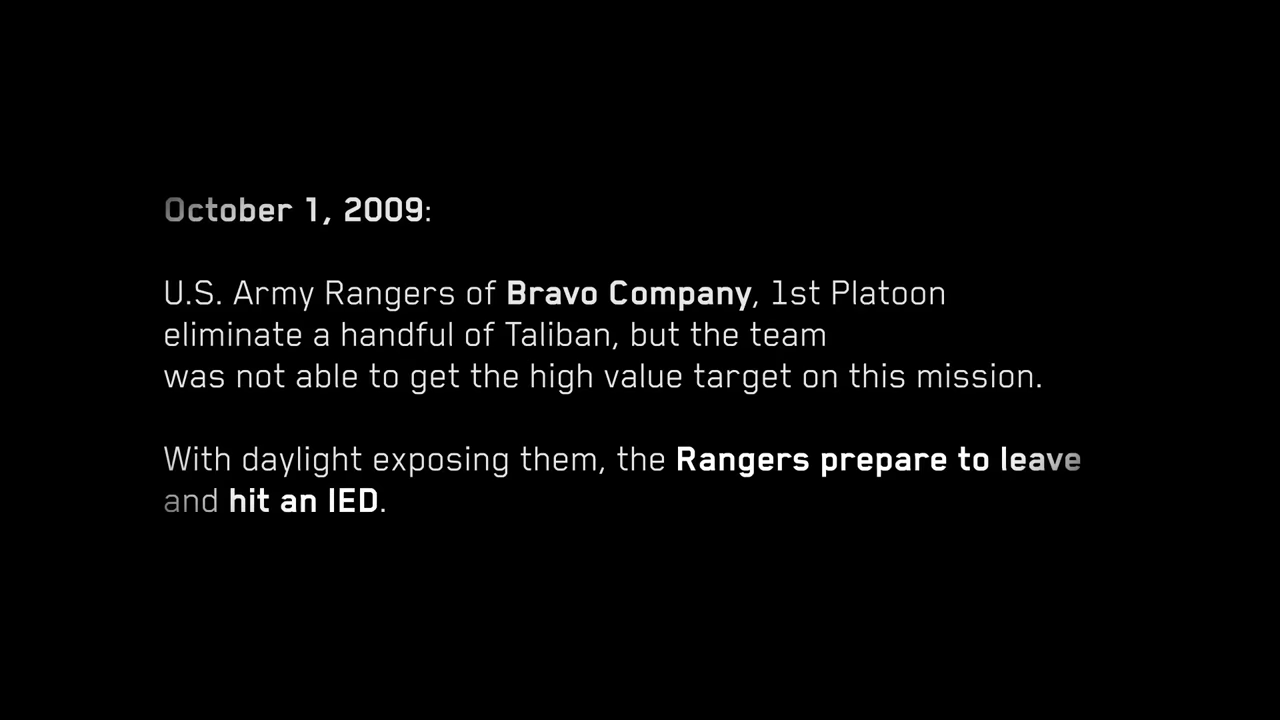 October 1, 2009:
U.S. Army Rangers of Bravo Company, 1st Platoon
eliminate a handful of Taliban, but the team
was not able to get the high value target on this mission.
With daylight exposing them, the Rangers prepare to leave
and hit an IED.